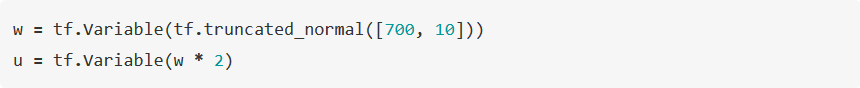 w = tf.Variable(tf.truncated_normal([700, 10]))
u = tf.Variable(w * 2)